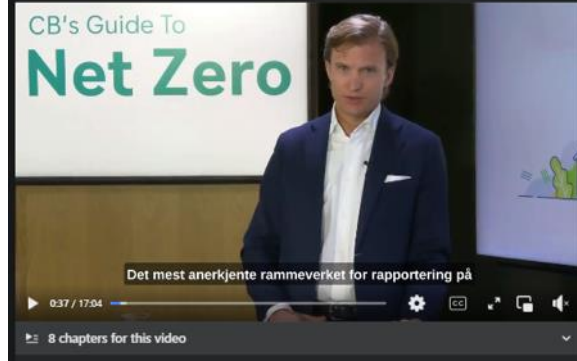 CB's Guide To
Net Zero
Det mest anerkjente rammeverket for rapportering på
0:37 / 17:04
CC
8 chapters for this video